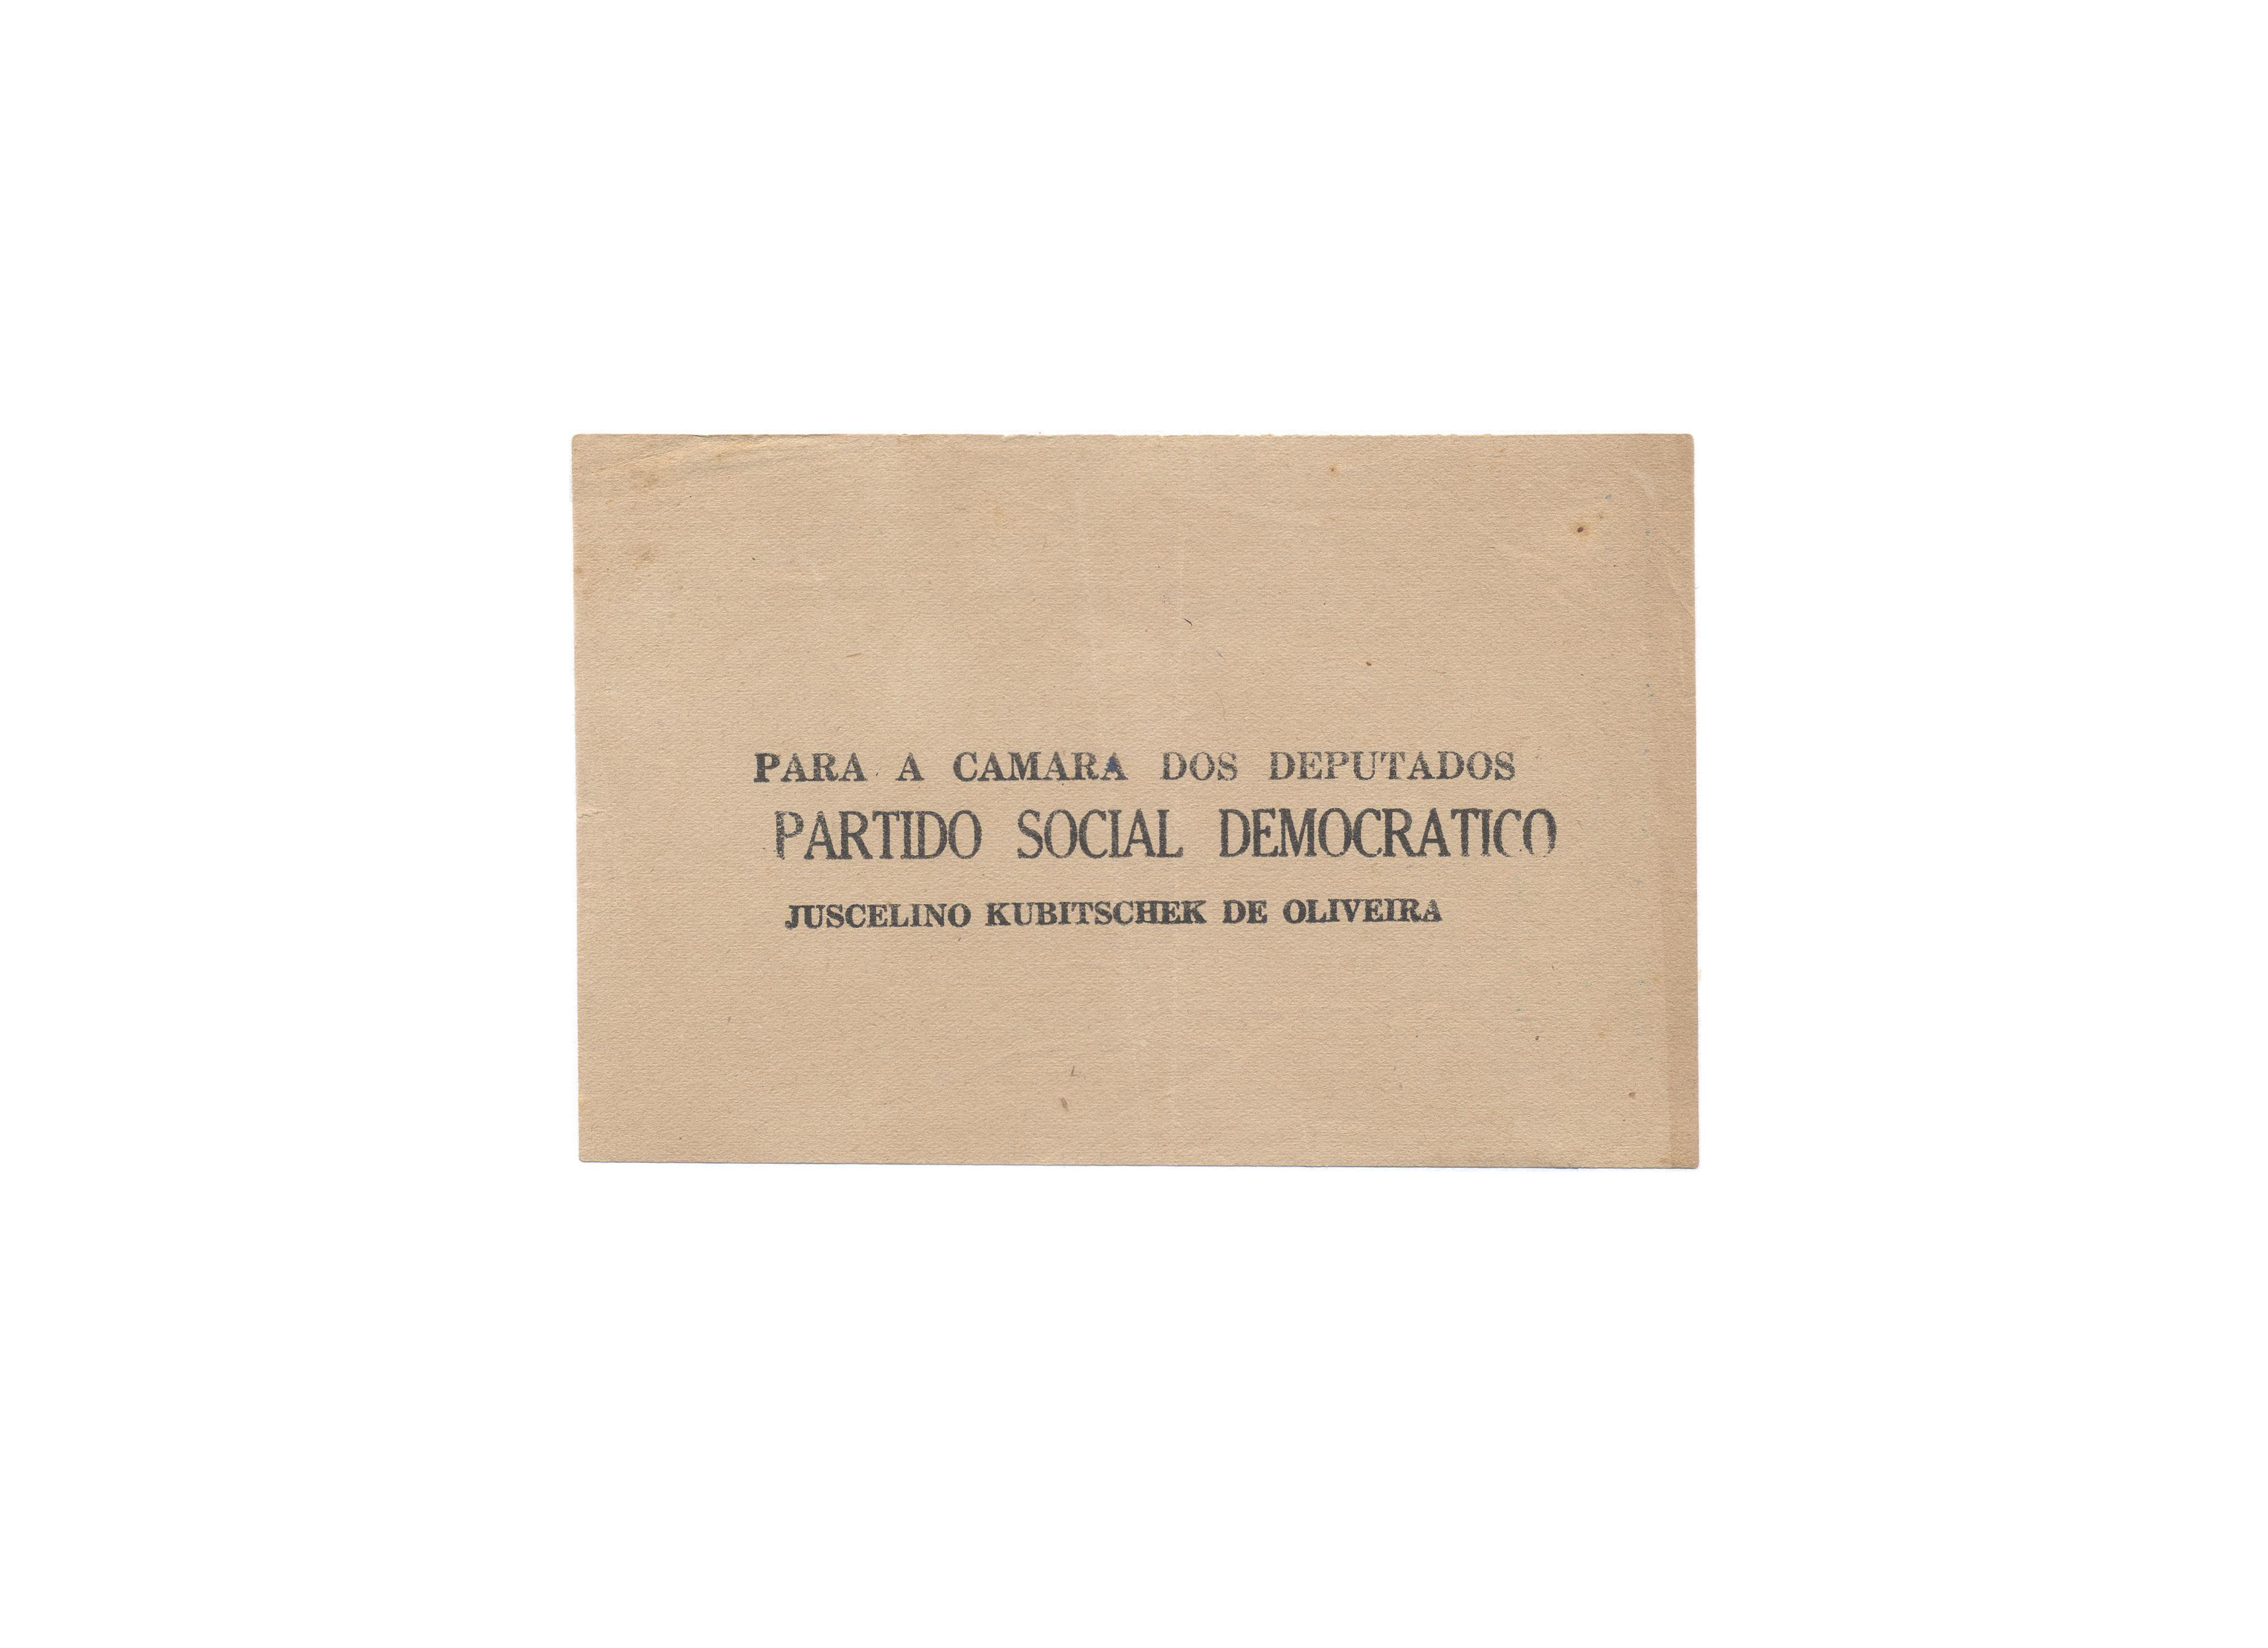 PARA A CAMARA DOS DEPUTADOS
PARTIDO SOCIAL DEMOCRATICO
JUSCELINO KUBITSCHEK DE OLIVEIRA